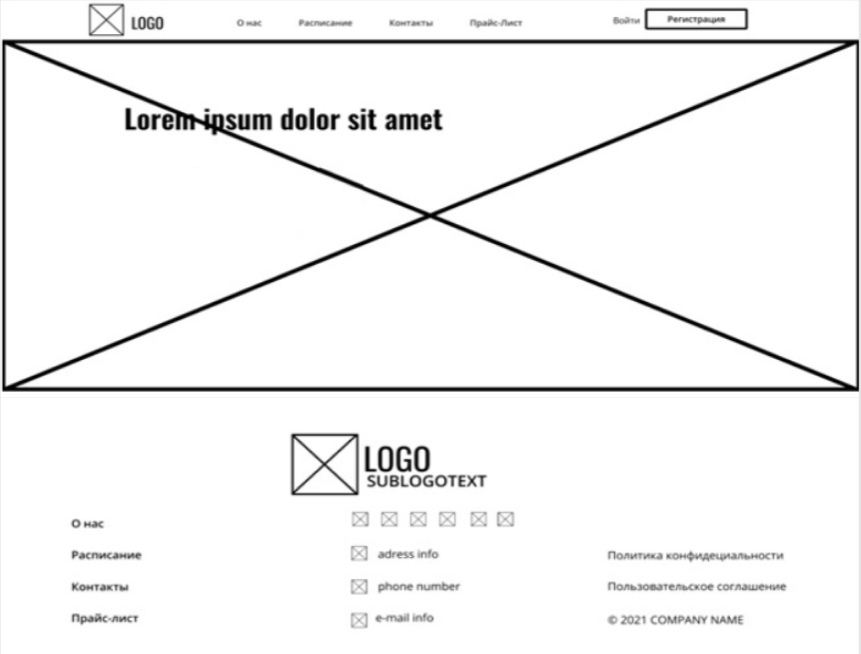 LOGO О нас Расписание Контакты Прайс-Лист Войти Регистрация
Lorem ipsum dolor sit amet
LOGO
SUBLOGOTEXT
О нас
Расписание adress info Политика конфидециальности
Контакты phone number Пользовательское соглашение
Прайс-лист e-mail info © 2021 COMPANY NAME